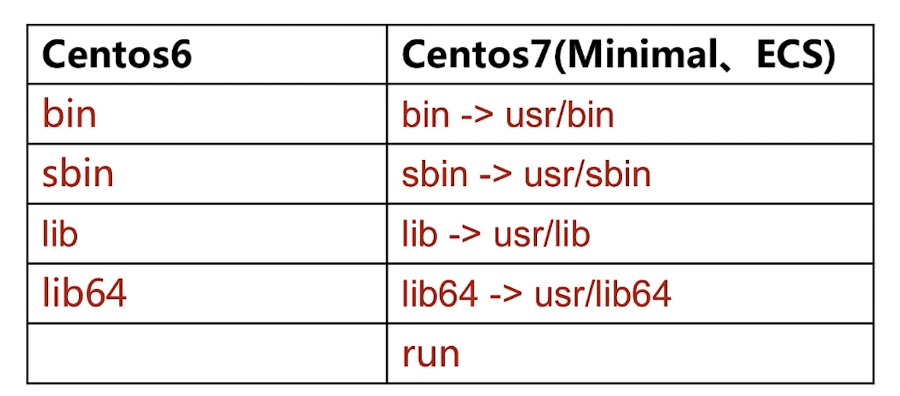 Centos6 Centos7(Minimal、ECS)
bin bin -> usr/bin
sbin sbin -> usr/sbin
lib lib -> usr/lib
lib64 lib64 -> usr/lib64
run